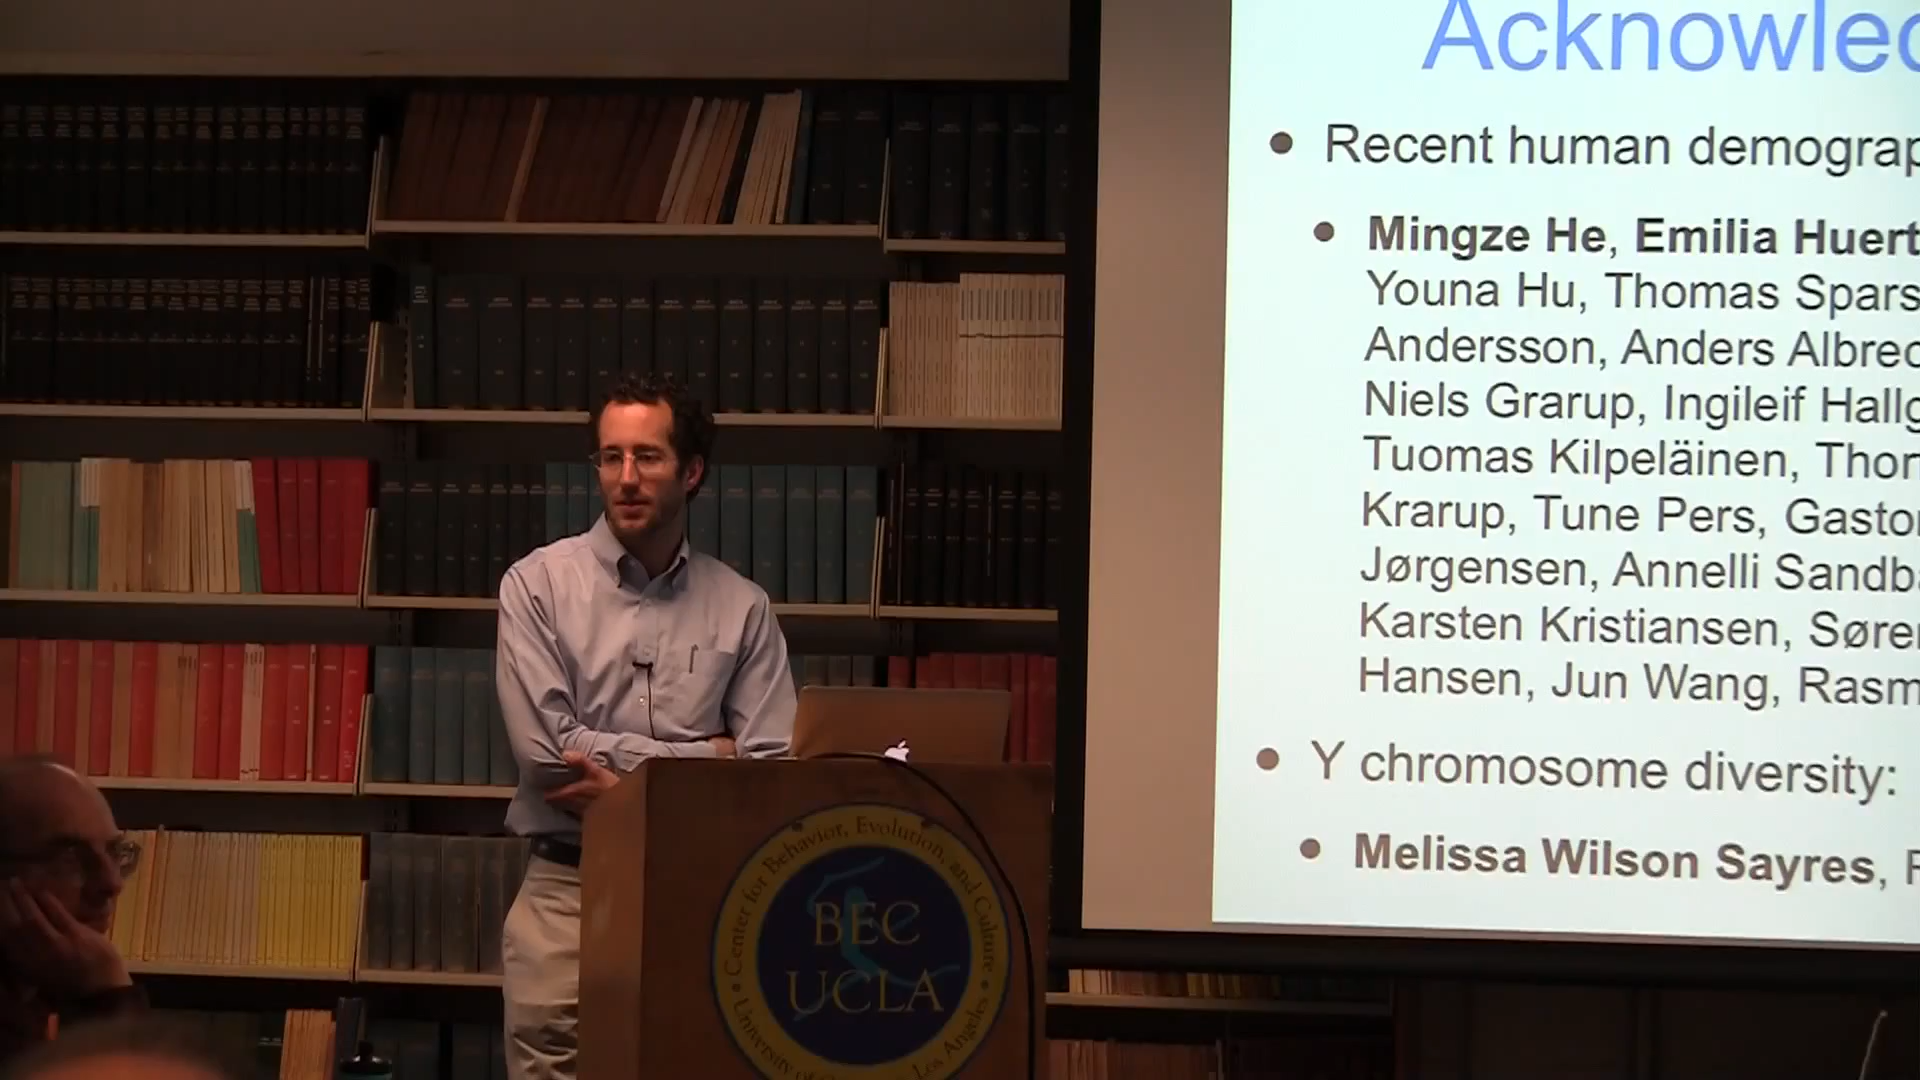 Acknowled
Recent human demograp
Mingze He, Emilia Huert
Youna Hu, Thomas Spars
Andersson, Anders Albrec
Niels Grarup, Ingileif Hallg
Tuomas Kilpeläinen, Thor
Krarup, Tune Pers, Gasto
Jørgensen, Annelli Sandb
Karsten Kristiansen, Søre
Hansen, Jun Wang, Rasm
Y chromosome diversity:
Melissa Wilson Sayres,
Center for Behavior, Evolution, and Culture
BEC
UCLA
University of
Los Angeles